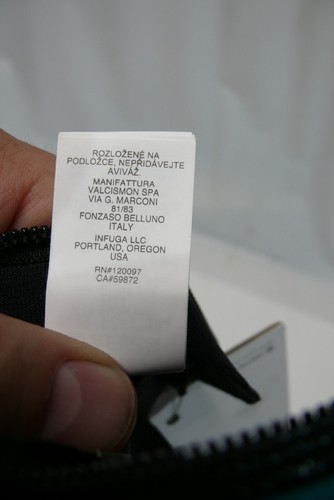 ROZLOŽENÉ NA
PODLOŽCE, NEPŘIDÁVEJTE
AVIVÁŽ.
MANIFATTURA
VALCISMON SPA
VIA G. MARCONI
81/83
FONZASO BELLUNO
ITALY
INFUGA LLC
PORTLAND, OREGON
USA
RN#120097
CA#59872